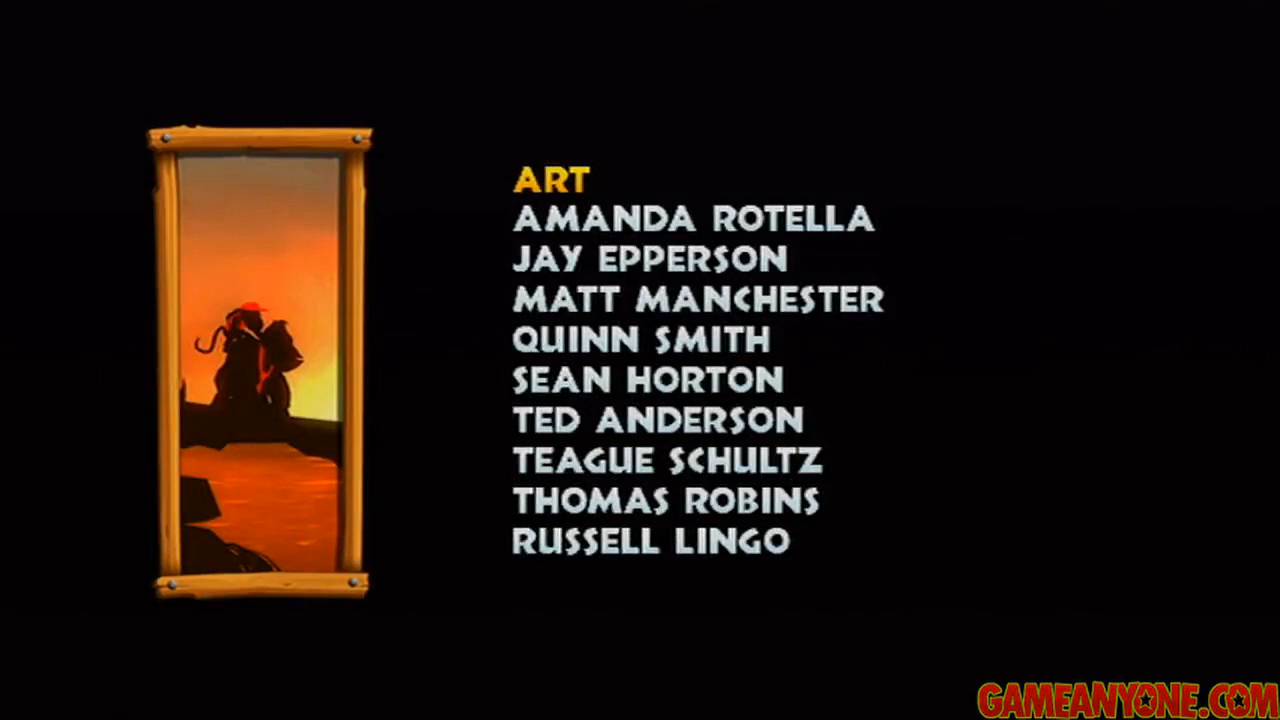 ART
AMANDA ROTELLA
JAY EPPERSON
MATT MANCHESTER
QUINN SMITH
SEAN HORTON
TED ANDERSON
TEAGUE SCHULTZ
THOMAS ROBINS
RUSSELL LINGO
GAMEANYONE.COM